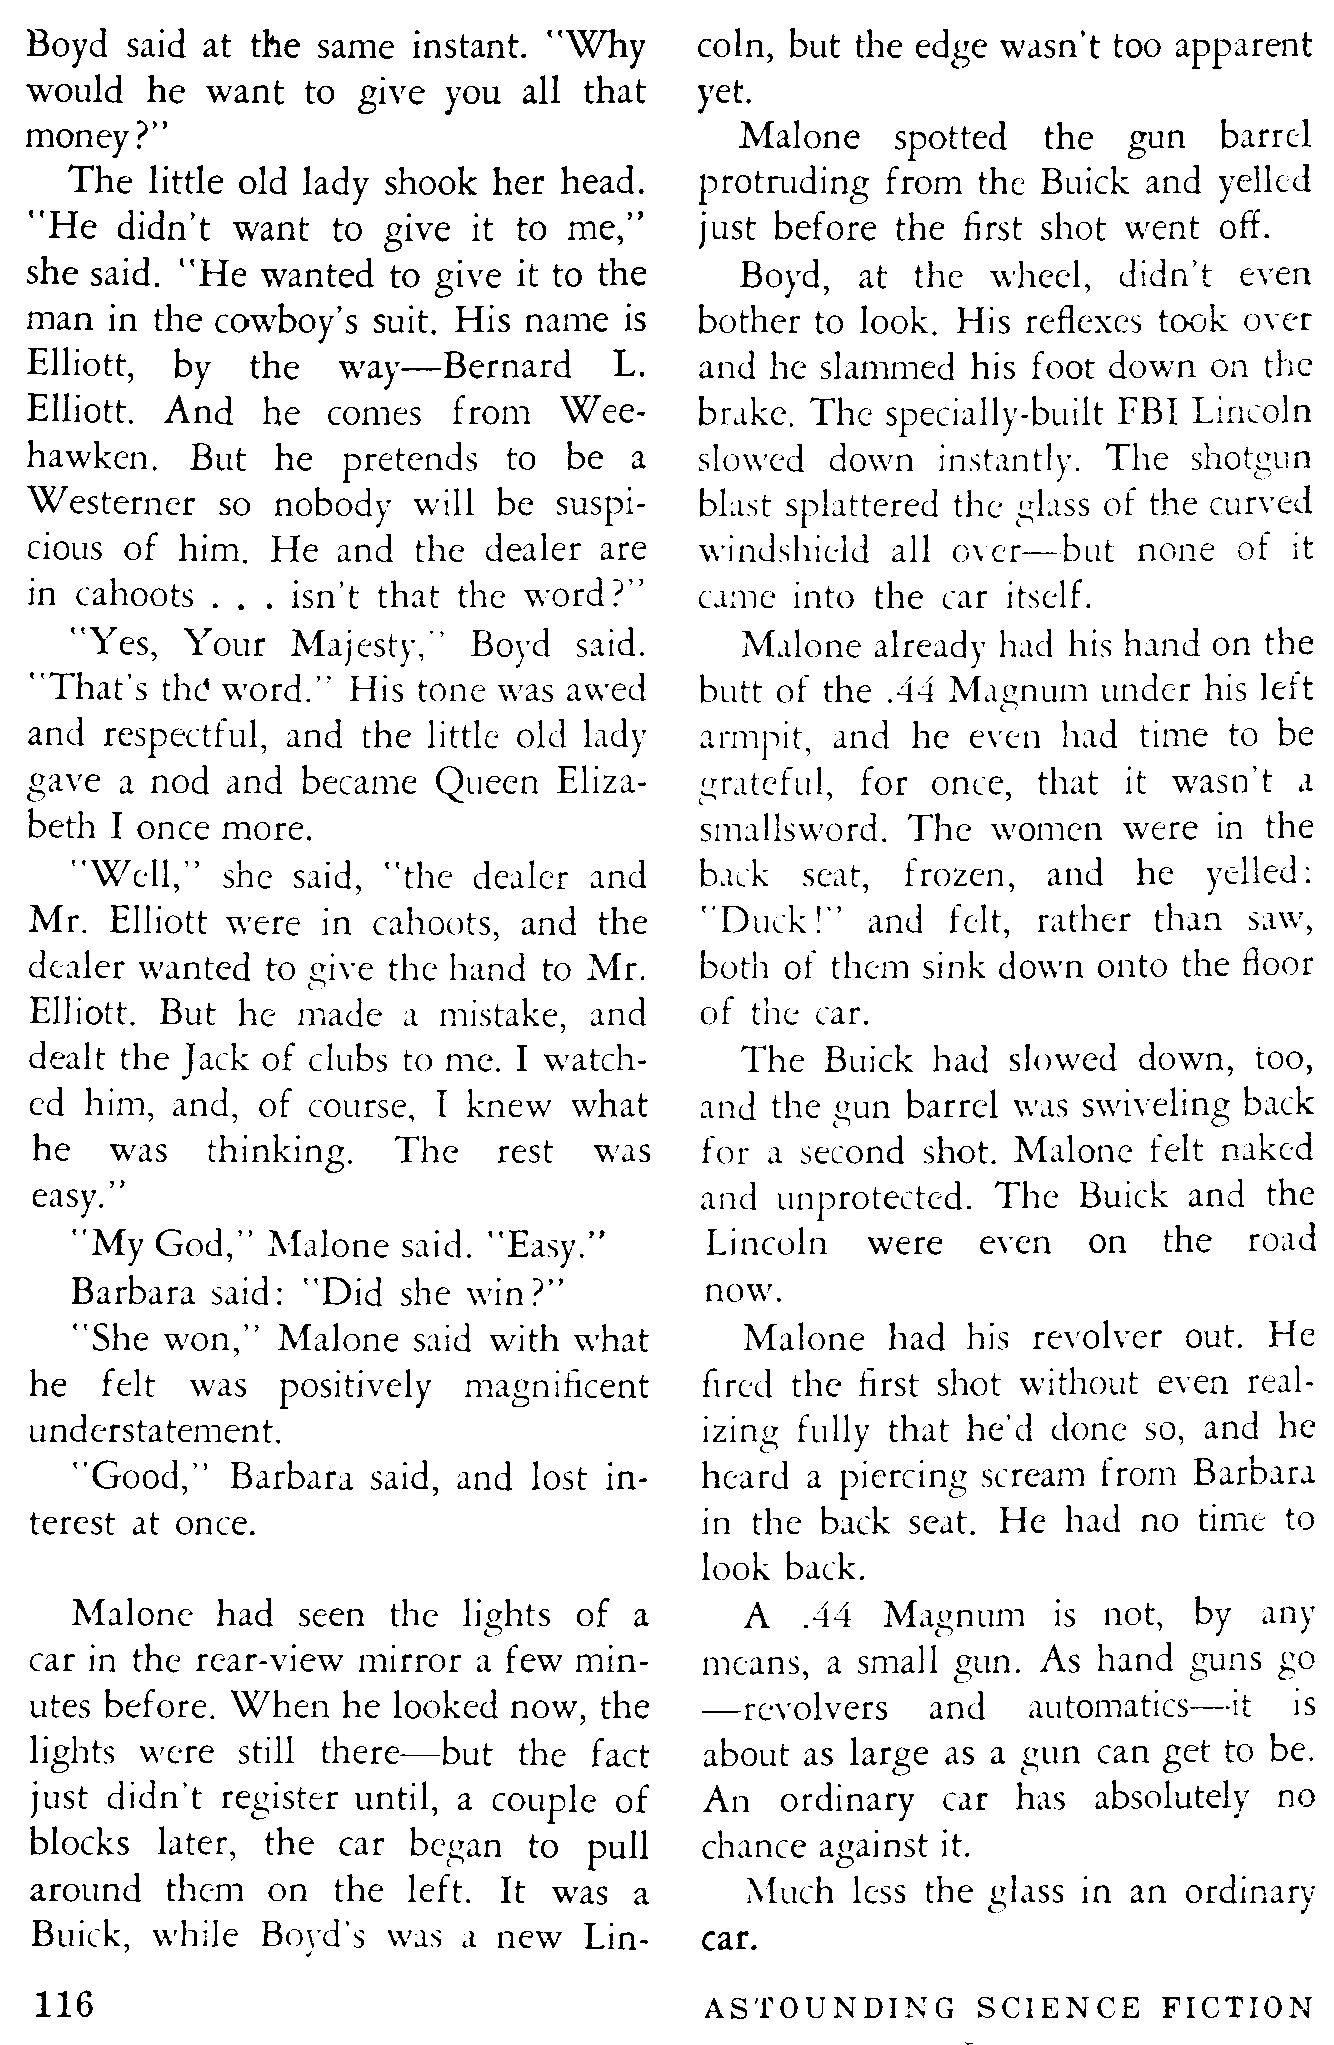 Boyd said at the same instant. "Why
would he want to give you all that
money?"
The little old lady shook her head.
"He didn't want to give it to me,"
she said. "He wanted to give it to the
man in the cowboy's suit. His name is
Elliott, by the way—Bernard L.
Elliott. And he comes from Wee-
hawken. But he pretends to be a
Westerner so nobody will be suspi-
cious of him. He and the dealer are
in cahoots . . . isn't that the word?"
"Yes, Your Majesty," Boyd said.
"That's the word." His tone was awed
and respectful, and the little old lady
gave a nod and became Queen Eliza-
beth I once more.
"Well," she said, "the dealer and
Mr. Elliott were in cahoots, and the
dealer wanted to give the hand to Mr.
Elliott. But he made a mistake, and
dealt the Jack of clubs to me. I watch-
ed him, and, of course, I knew what
he was thinking. The rest was
easy."
"My God," Malone said. "Easy."
Barbara said: "Did she win?"
"She won," Malone said with what
he felt was positively magnificent
understatement.
"Good," Barbara said, and lost in-
terest at once.
Malone had seen the lights of a
car in the rear-view mirror a few min-
utes before. When he looked now, the
lights were still there—but the fact
just didn't register until, a couple of
blocks later, the car began to pull
around them on the left. It was a
Buick, while Boyd's was a new Lin-
coln, but the edge wasn't too apparent
yet.
Malone spotted the gun barrel
protruding from the Buick and yelled
just before the first shot went off.
Boyd, at the wheel, didn't even
bother to look. His reflexes took over
and he slammed his foot down on the
brake. The specially-built FBI Lincoln
slowed down instantly. The shotgun
blast splattered the glass of the curved
windshield all over—but none of it
came into the car itself.
Malone already had his hand on the
butt of the .44 Magnum under his left
armpit, and he even had time to be
grateful, for once, that it wasn't a
smallsword. The women were in the
back seat, frozen, and he yelled:
"Duck!" and felt, rather than saw,
both of them sink down onto the floor
of the car.
The Buick had slowed down, too,
and the gun barrel was swiveling back
for a second shot. Malone felt naked
and unprotected. The Buick and the
Lincoln were even on the road
now.
Malone had his revolver out. He
fired the first shot without even real-
izing fully that he'd done so, and he
heard a piercing scream from Barbara
in the back seat. He had no time to
look back.
A .44 Magnum is not, by any
means, a small gun. As hand guns go
—revolvers and automatics—it is
about as large as a gun can get to be.
An ordinary car has absolutely no
chance against it.
Much less the glass in an ordinary
car.
116
ASTOUNDING SCIENCE FICTION